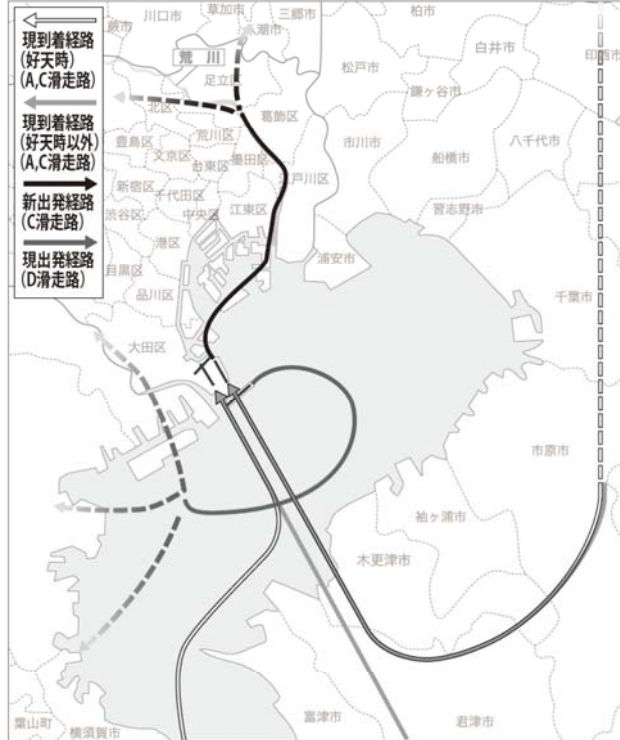 現到着経路
(好天時)
(A,C滑走路)
現到着経路
(好天時以外)
(A,C滑走路)
新出発経路
(C滑走路)
現出発経路
(D滑走路)
川口市
草加市
三郷市
柏市
蕨市
八潮市
荒 川
白井市
印西市
足立区
松戸市
鎌ヶ谷市
北区
葛飾区
豊島区
荒川区
市川市
八千代市
文京区
台東区
墨田区
船橋市
新宿区
千代田区
戸川区
渋谷区
中央区
江東区
習志野市
港区
浦安市
目黒区
品川区
千葉市
大田区
市原市
袖ヶ浦市
木更津市
葉山町
横須賀市
富津市
君津市